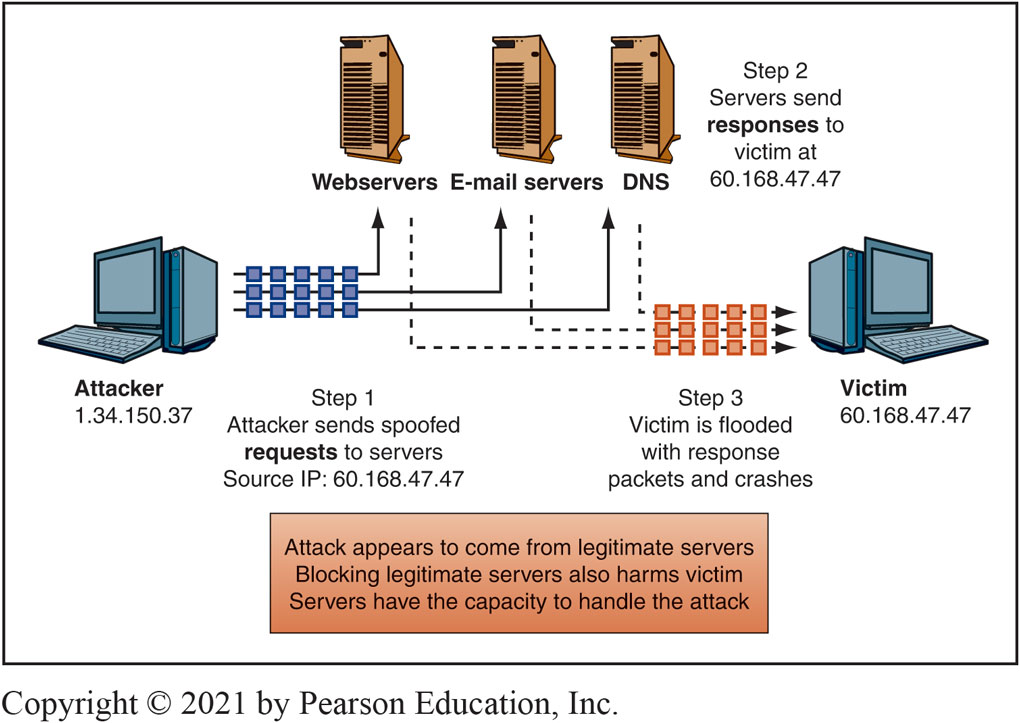 Step 2
Servers send
responses to
victim at
60.168.47.47
Webservers
E-mail servers
DNS
Attacker
1.34.150.37
Step 1
Attacker sends spoofed
requests to servers
Source IP: 60.168.47.47
Step 3
Victim is flooded
with response
packets and crashes
Victim
60.168.47.47
Attack appears to come from legitimate servers
Blocking legitimate servers also harms victim
Servers have the capacity to handle the attack
Copyright © 2021 by Pearson Education, Inc.